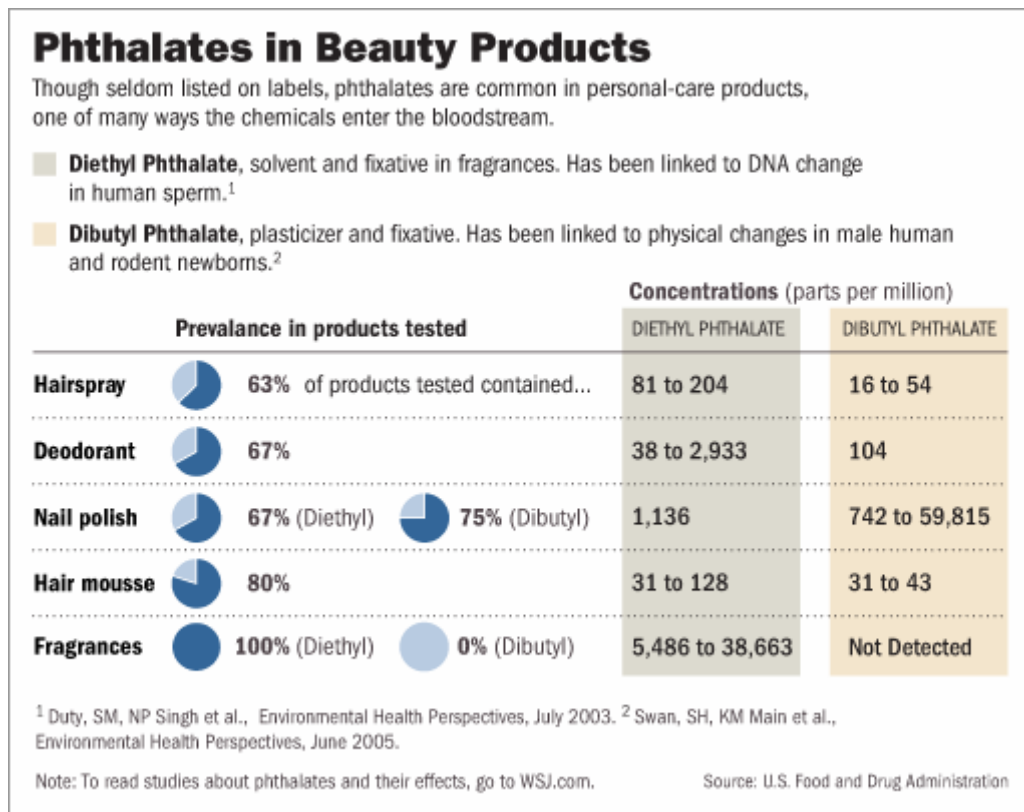 Phthalates in Beauty Products
Though seldom listed on labels, phthalates are common in personal-care products,
one of many ways the chemicals enter the bloodstream.
Diethyl Phthalate, solvent and fixative in fragrances. Has been linked to DNA change
in human sperm.1
Dibutyl Phthalate, plasticizer and fixative. Has been linked to physical changes in male human
and rodent newborns.2
Concentrations (parts per million)
Prevalance in products tested DIETHYL PHTHALATE DIBUTYL PHTHALATE
Hairspray 63% of products tested contained... 81 to 204 16 to 54
Deodorant 67% 38 to 2,933 104
Nail polish 67% (Diethyl) 75% (Dibutyl) 1,136 742 to 59,815
Hair mousse 80% 31 to 128 31 to 43
Fragrances 100% (Diethyl) 0% (Dibutyl) 5,486 to 38,663 Not Detected
1 Duty, SM, NP Singh et al., Environmental Health Perspectives, July 2003. 2 Swan, SH, KM Main et al.,
Environmental Health Perspectives, June 2005.
Note: To read studies about phthalates and their effects, go to WSJ.com. Source: U.S. Food and Drug Administration